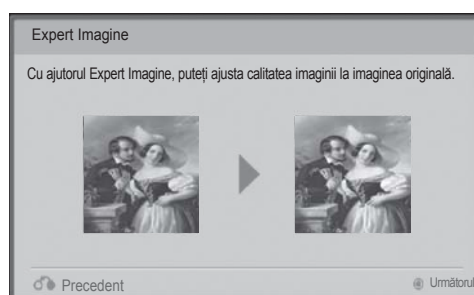 Expert Imagine
Cu ajutorul Expert Imagine, puteți ajusta calitatea imaginii la imaginea originală.
Precedent
Următorul